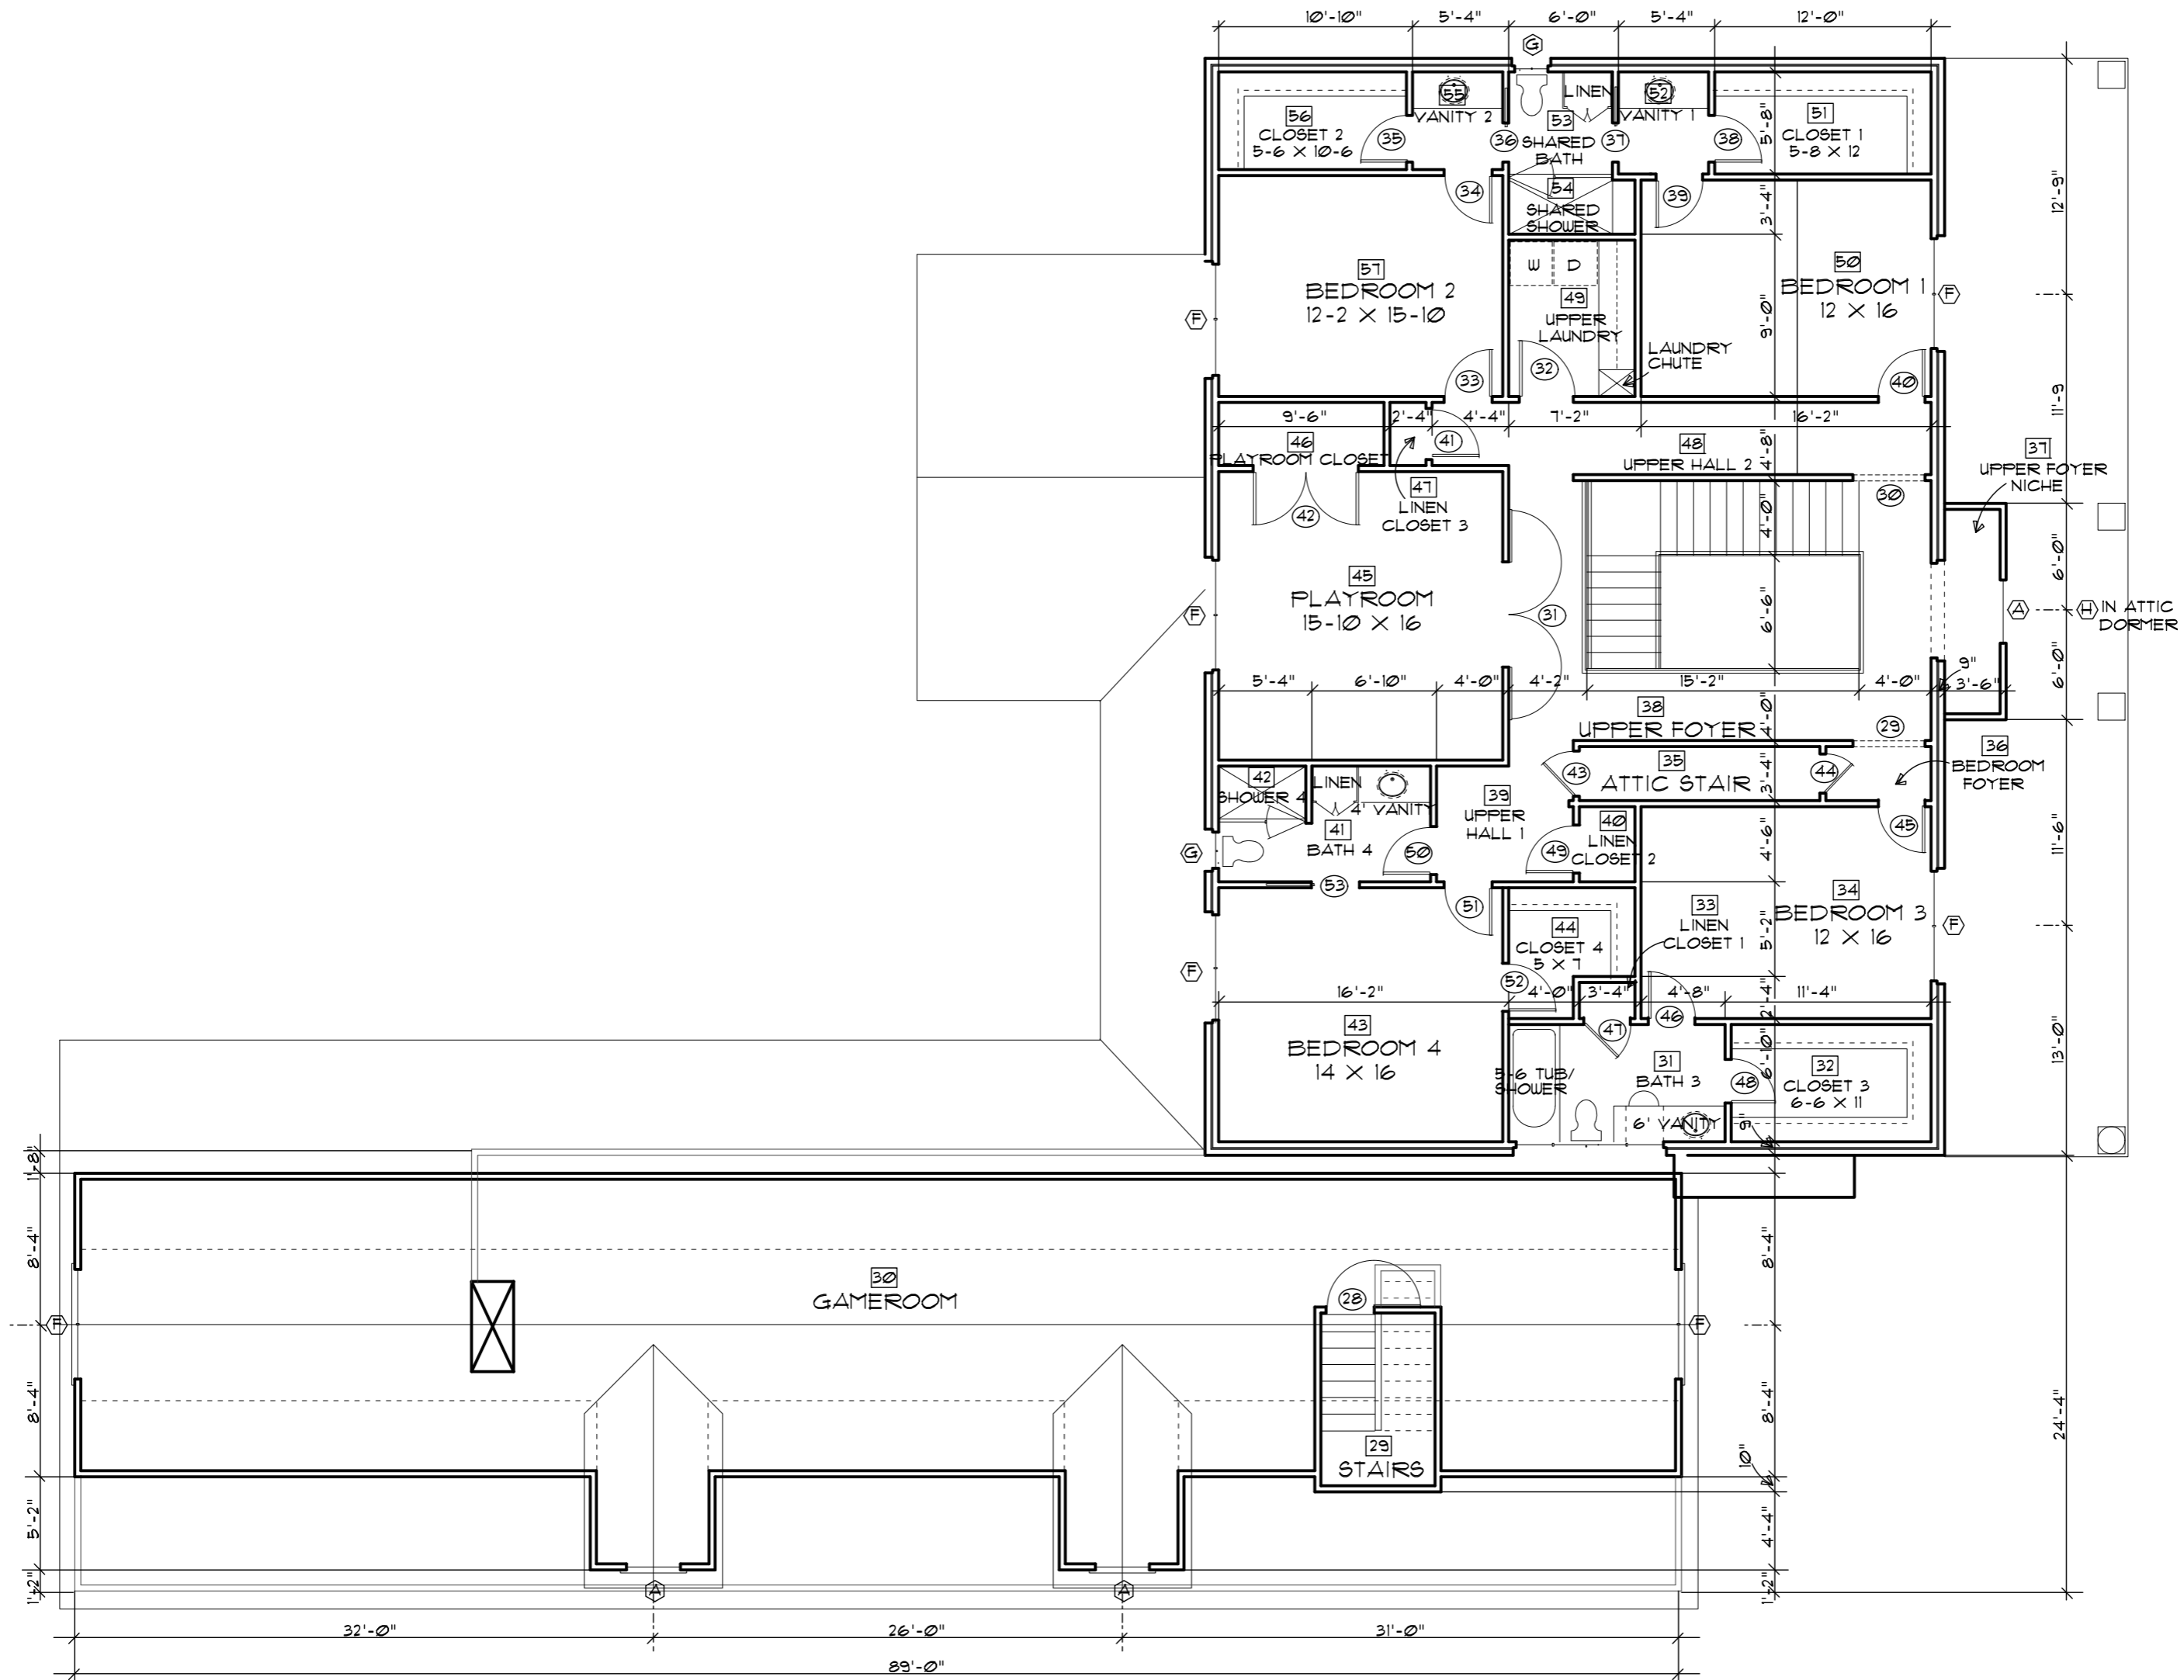 10'-10"
5'-4"
6'-0"
5'-4"
12'-0"
G
56
CLOSET 2
5-6 X 10-6
35
55
VANITY 2
36
LINEN
53
SHARED
BATH
37
52
VANITY 1
38
51
CLOSET 1
5-8 X 12
5'-8"
34
54
SHARED
SHOWER
39
3'-4"
12'-9"
57
BEDROOM 2
12-2 X 15-10
F
W
D
49
UPPER
LAUNDRY
LAUNDRY
CHUTE
9'-0"
50
BEDROOM 1
12 X 16
F
33
32
40
11'-9
9'-6"
2'-4"
4'-4"
7'-2"
16'-2"
46
PLAYROOM CLOSET
41
48
UPPER HALL 2
4'-8"
37
UPPER FOYER
NICHE
42
47
LINEN
CLOSET 3
30
4'-0"
6'-0"
45
PLAYROOM
15-10 X 16
F
31
6'-6"
A
H
IN ATTIC
DORMER
5'-4"
6'-10"
4'-0"
4'-2"
15'-2"
4'-0"
9"
3'-6"
6'-0"
38
UPPER FOYER
4'-0"
29
42
SHOWER 4
LINEN
4' VANITY
39
UPPER
HALL 1
43
35
ATTIC STAIR
3'-4"
44
36
BEDROOM
FOYER
G
41
BATH 4
50
49
40
LINEN
CLOSET 2
4'-6"
45
11'-6"
53
51
44
CLOSET 4
5 X 7
33
LINEN
CLOSET 1
5'-2"
34
BEDROOM 3
12 X 16
F
F
52
16'-2"
4'-0"
3'-4"
4'-8"
11'-4"
2'-4"
43
BEDROOM 4
14 X 16
47
46
13'-0"
5-6 TUB/
SHOWER
31
BATH 3
6'-10"
48
32
CLOSET 3
6-6 X 11
6' VANITY
9"
1'-8"
8'-4"
30
GAMEROOM
28
8'-4"
F
F
8'-4"
29
STAIRS
8'-4"
10"
24'-4"
5'-2"
4'-4"
1'-2"
A
A
1'-2"
32'-0"
26'-0"
31'-0"
89'-0"